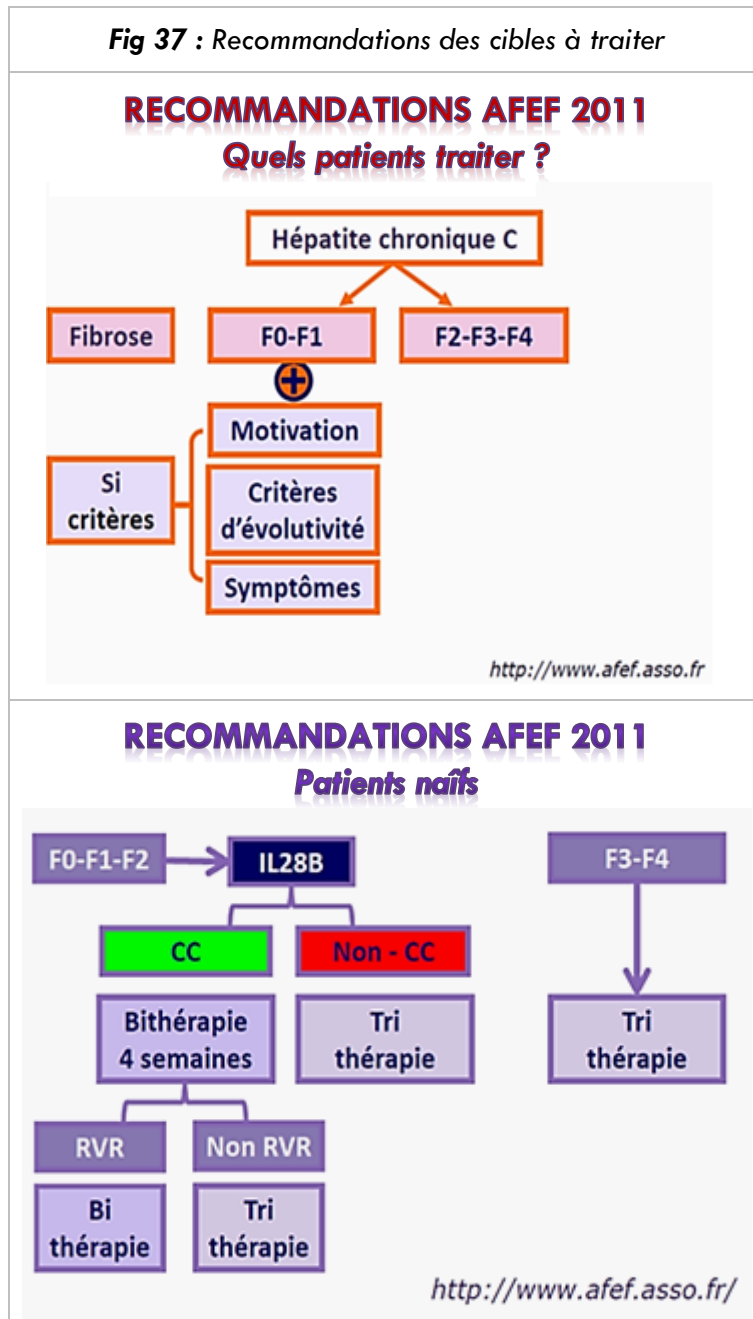 Fig 37 : Recommandations des cibles à traiter
RECOMMANDATIONS AFEF 2011
Quels patients traiter ?
Hépatite chronique C
Fibrose
F0-F1
F2-F3-F4
Motivation
Si
critères
Critères
d'évolutivité
Symptômes
http://www.afef.asso.fr
RECOMMANDATIONS AFEF 2011
Patients naîfs
F0-F1-F2
IL28B
F3-F4
CC
Non - CC
Bithérapie
4 semaines
Tri
thérapie
Tri
thérapie
RVR
Non RVR
Bi
thérapie
Tri
thérapie
http://www.afef.asso.fr/